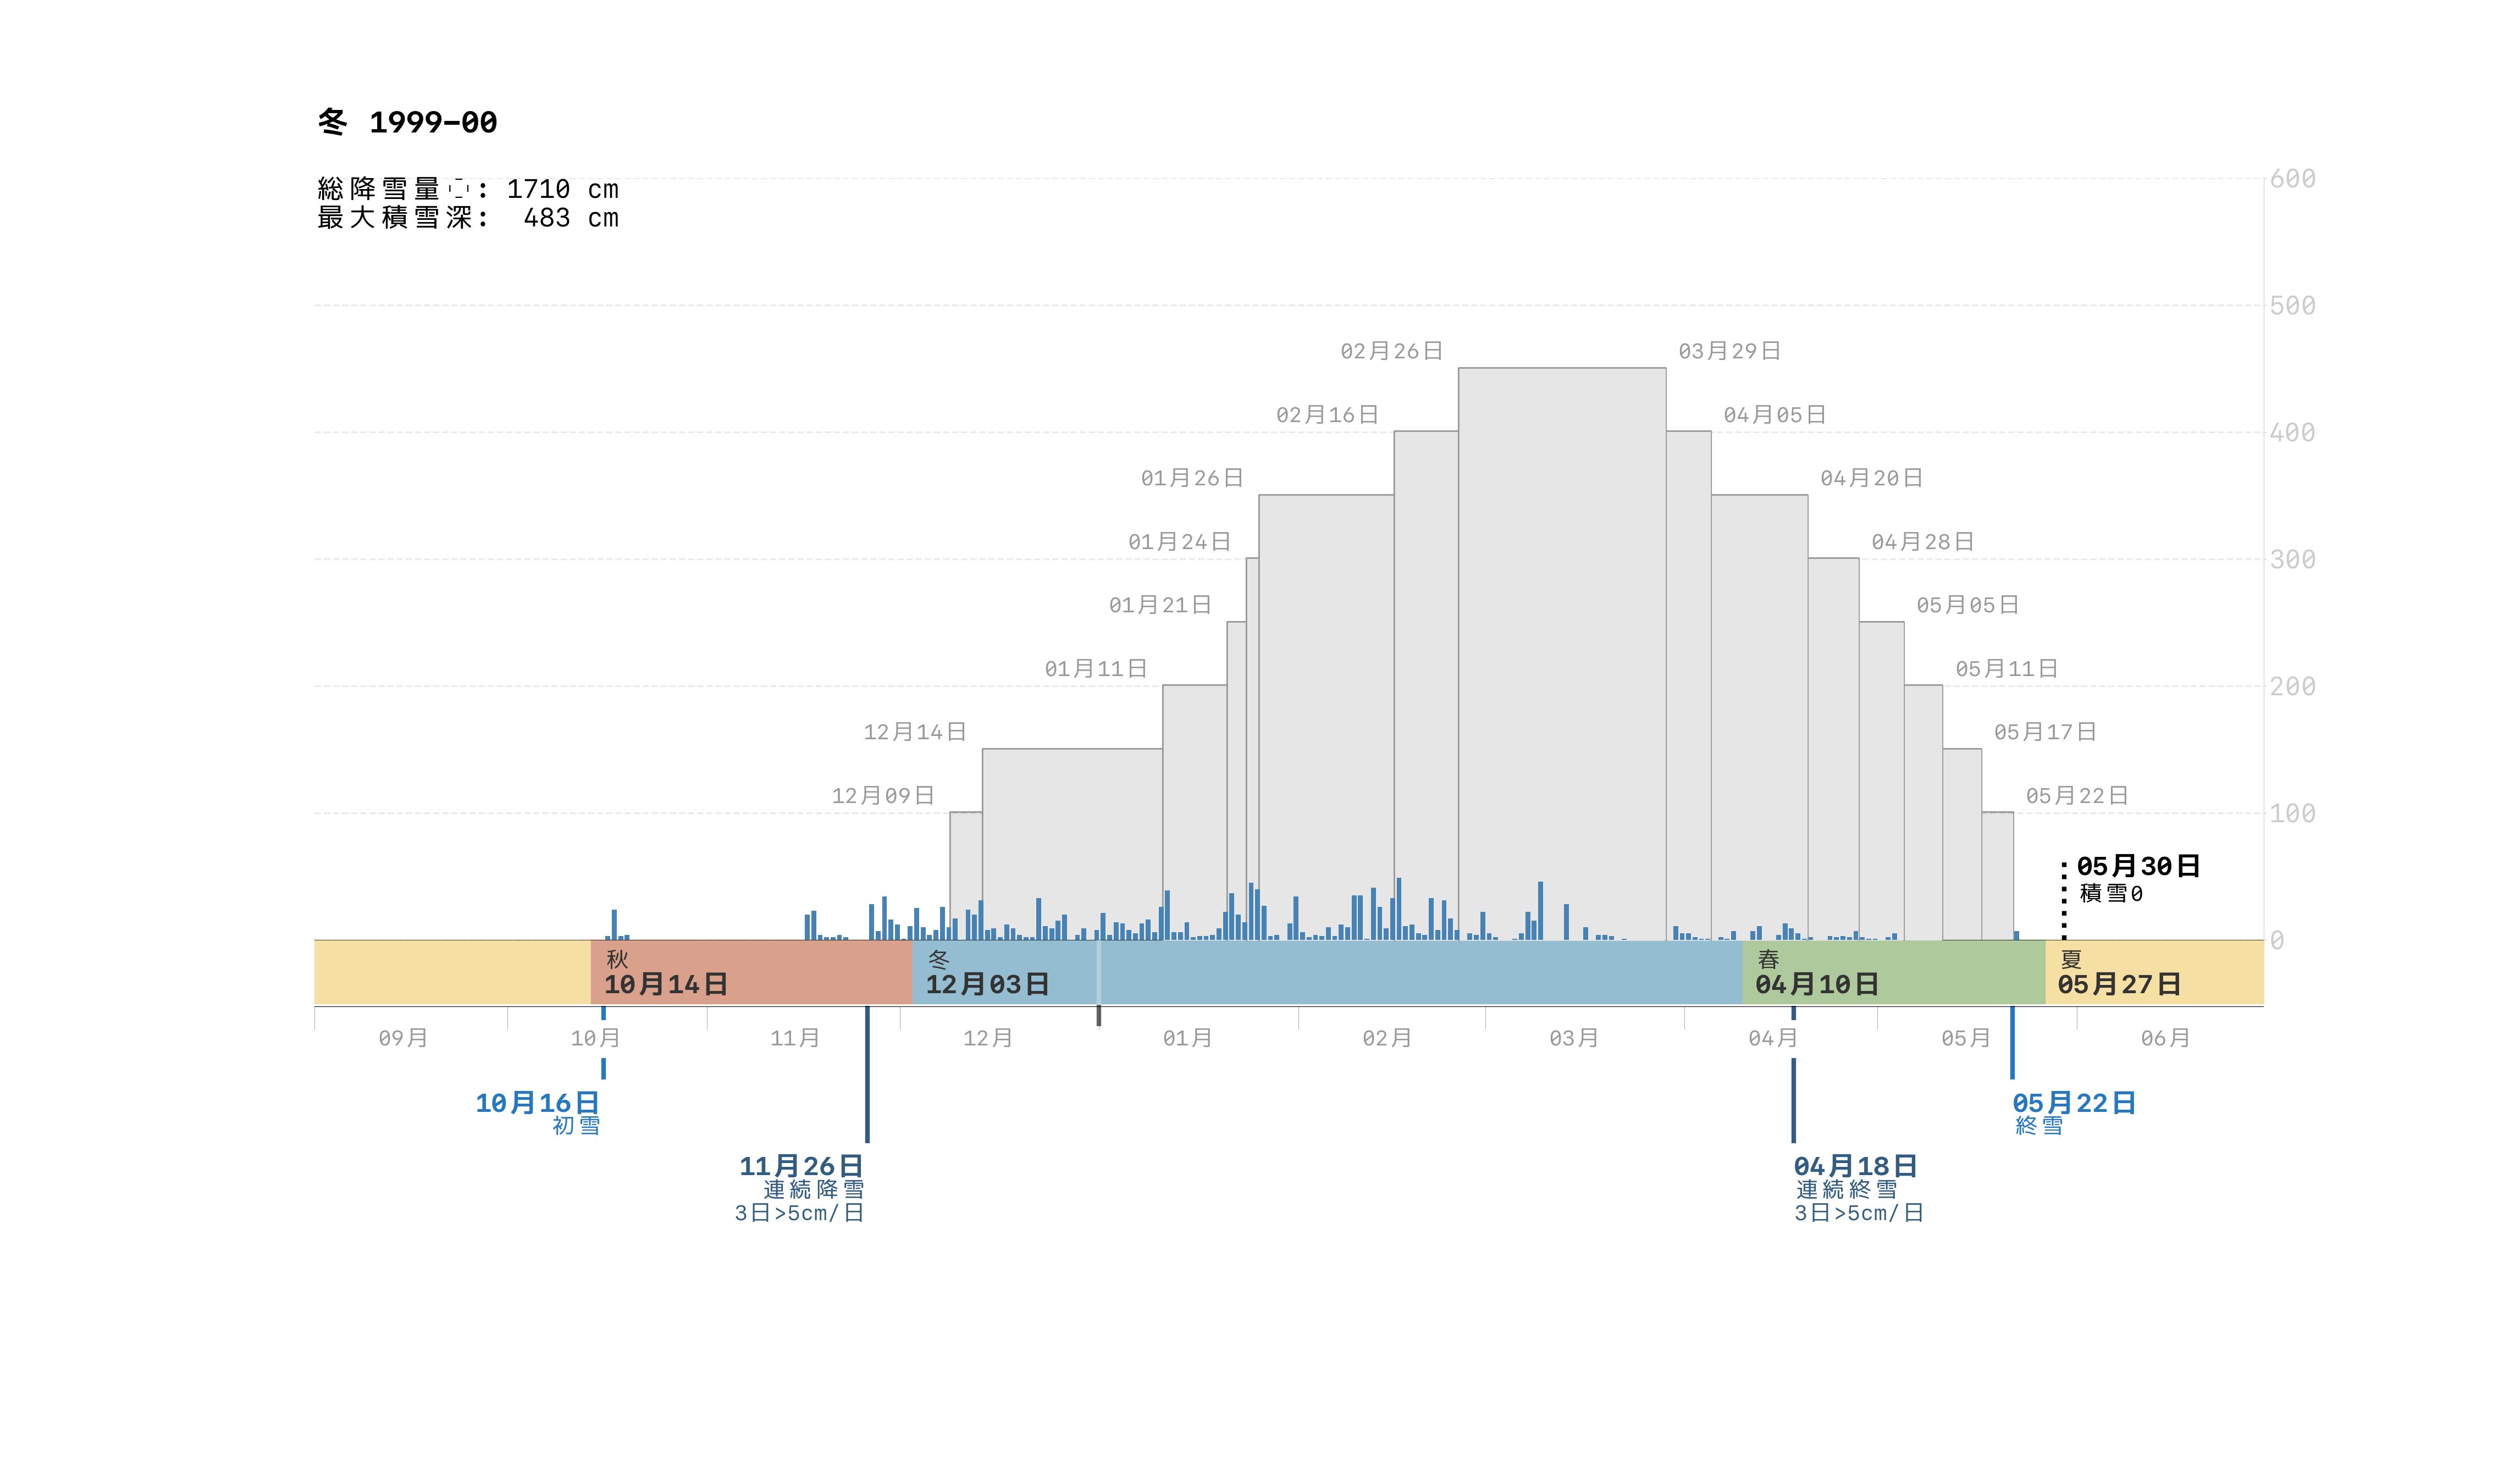 冬 1999–00
総降雪量 : 1710 cm
最大積雪深: 483 cm
600
500
02月26日 03月29日
02月16日 04月05日
400
01月26日 04月20日
01月24日 04月28日
300
01月21日 05月05日
01月11日 05月11日
200
12月14日 05月17日
12月09日 05月22日
100
05月30日
積雪0
0
秋 冬 春 夏
10月14日 12月03日 04月10日 05月27日
09月 10月 11月 12月 01月 02月 03月 04月 05月 06月
10月16日 05月22日
初雪 終雪
11月26日 04月18日
連続降雪 連続終雪
3日>5cm/日 3日>5cm/日